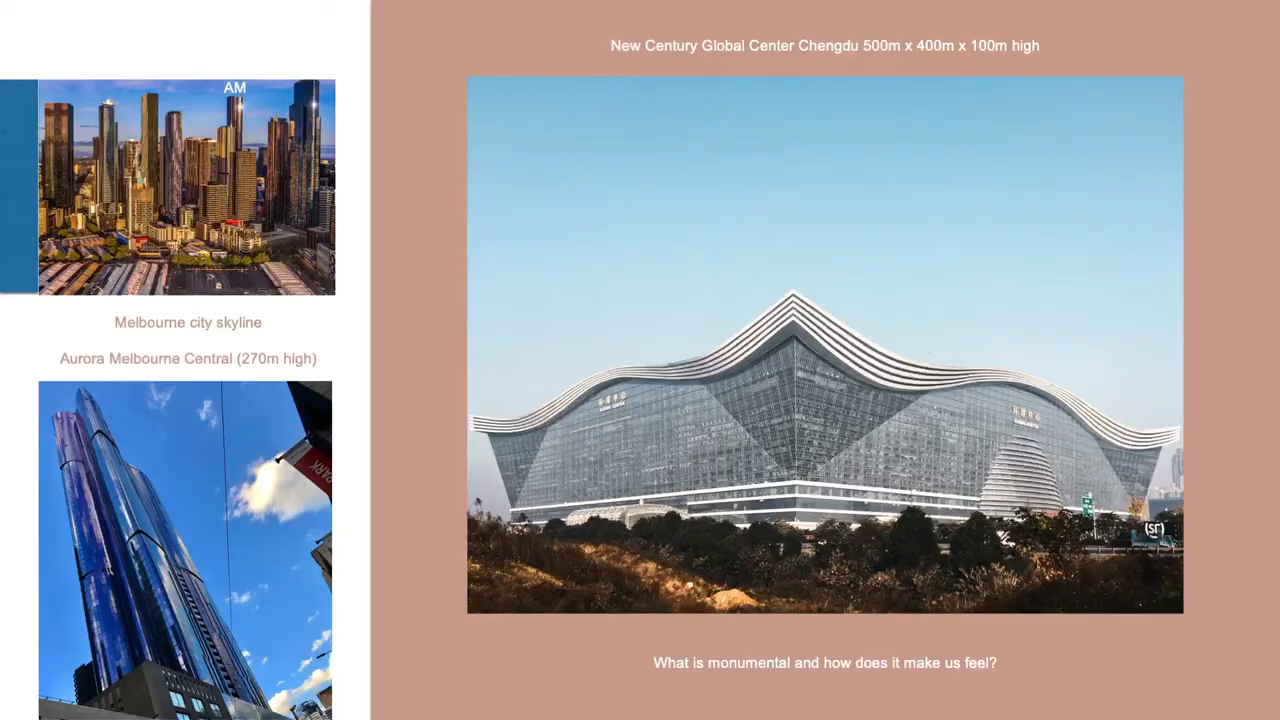 AM
Melbourne city skyline
Aurora Melbourne Central (270m high)
PARK
New Century Global Center Chengdu 500m x 400m x 100m high
What is monumental and how does it make us feel?